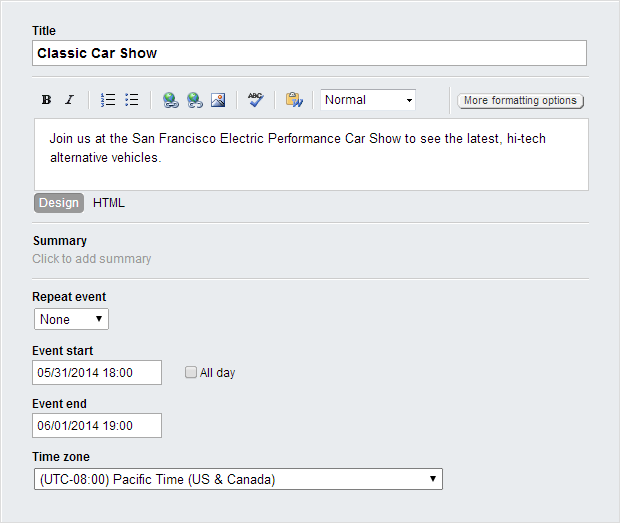 Title
Classic Car Show
B I ABC W Normal More formatting options
Join us at the San Francisco Electric Performance Car Show to see the latest, hi-tech
alternative vehicles.
Design HTML
Summary
Click to add summary
Repeat event
None
Event start
05/31/2014 18:00 All day
Event end
06/01/2014 19:00
Time zone
(UTC-08:00) Pacific Time (US & Canada)